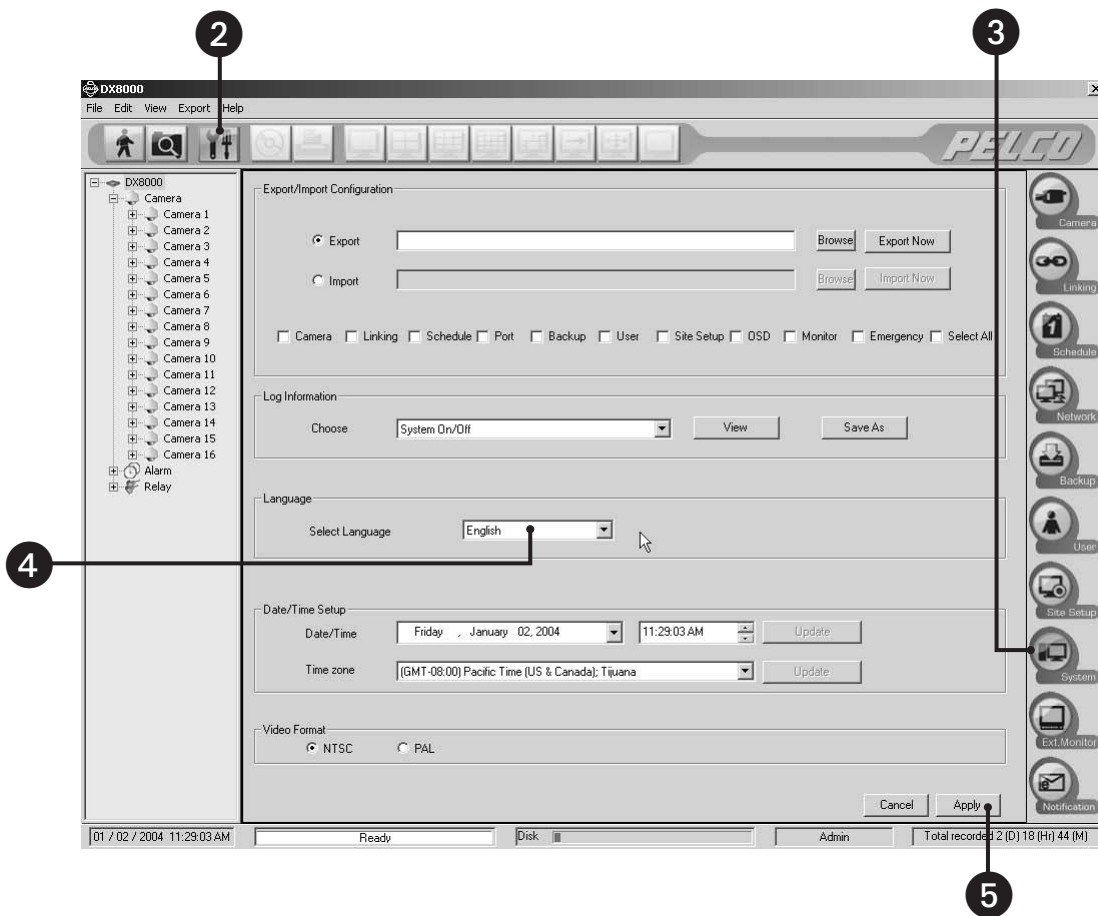 2
3
DX8000
File Edit View Export Help
PELCO
DX8000
Camera
Camera 1
Camera 2
Camera 3
Camera 4
Camera 5
Camera 6
Camera 7
Camera 8
Camera 9
Camera 10
Camera 11
Camera 12
Camera 13
Camera 14
Camera 15
Camera 16
Alarm
Relay
Export/Import Configuration
Export Browse Export Now
Import Browse Import Now
Camera Linking Schedule Port Backup User Site Setup OSD Monitor Emergency Select All
Log Information
Choose System On/Off View Save As
Language
Select Language English
4
Date/Time Setup
Date/Time Friday , January 02, 2004 11:29:03 AM Update
Time zone (GMT-08:00) Pacific Time (US & Canada); Tijuana Update
Video Format
NTSC PAL
Cancel Apply
Camera
Linking
1
Schedule
Network
Backup
User
Site Setup
System
Ext.Monitor
Notification
01 / 02 / 2004 11:29:03 AM Ready Disk Admin Total recorded 2 (D) 18 (Hr) 44 (M)
5